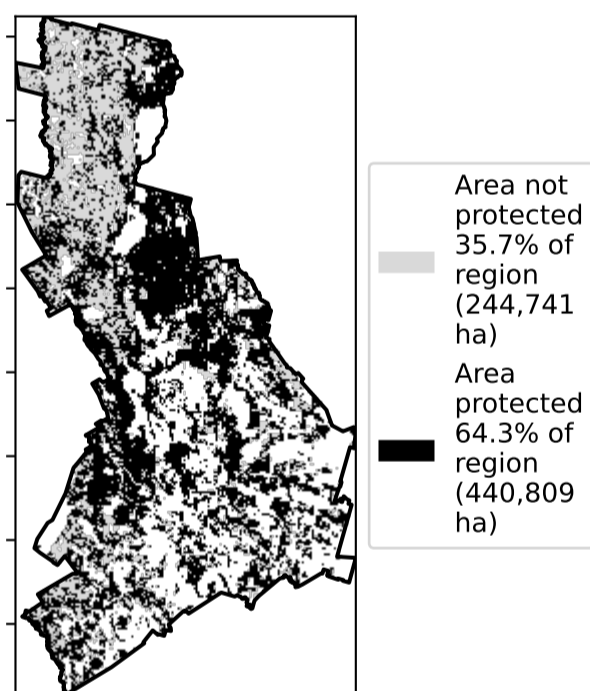 Area not
protected
35.7% of
region
(244,741
ha)
Area
protected
64.3% of
region
(440,809
ha)